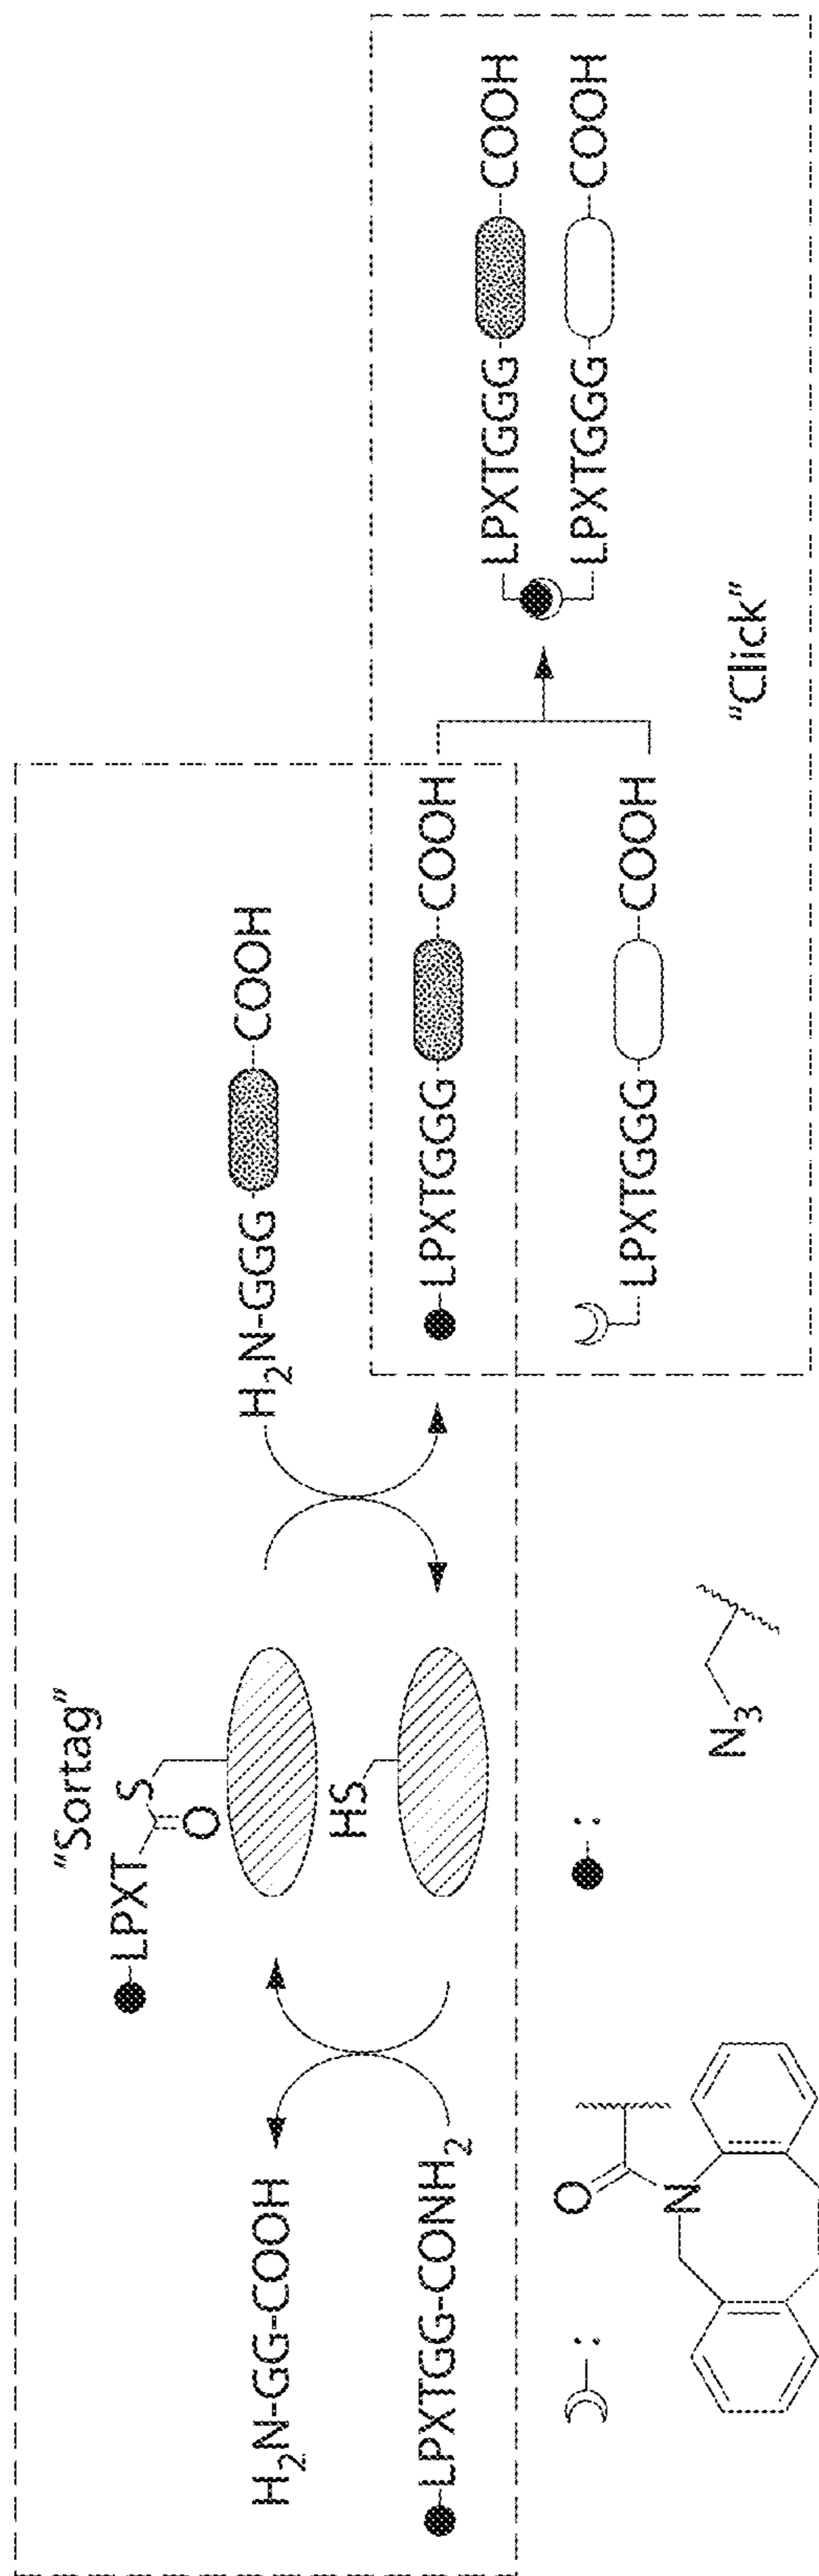 "Sortag"
LPXT
S
O
HS
H2N-GG-COOH
LPXTGG-CONH2
H2N-GGG COOH
LPXTGGG COOH
LPXTGGG COOH
LPXTGGG COOH
LPXTGGG COOH
"Click"
:
O
N
:
N3